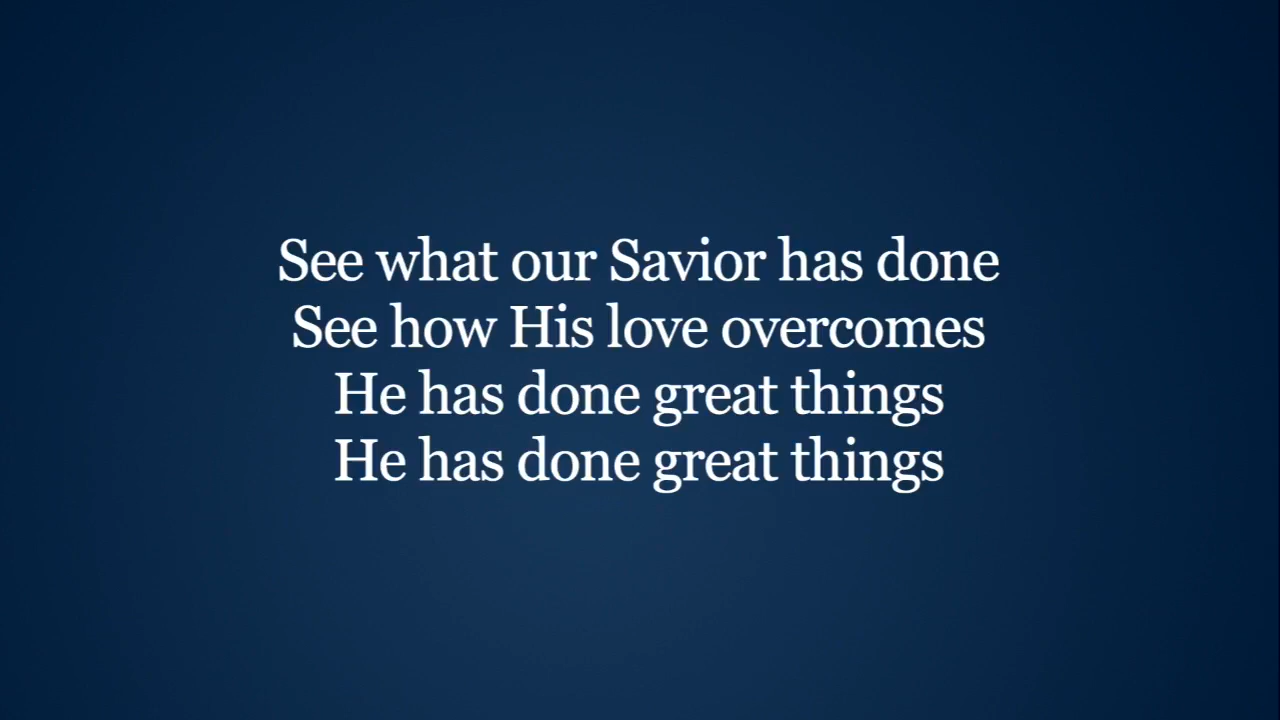 See what our Savior has done
See how His love overcomes
He has done great things
He has done great things